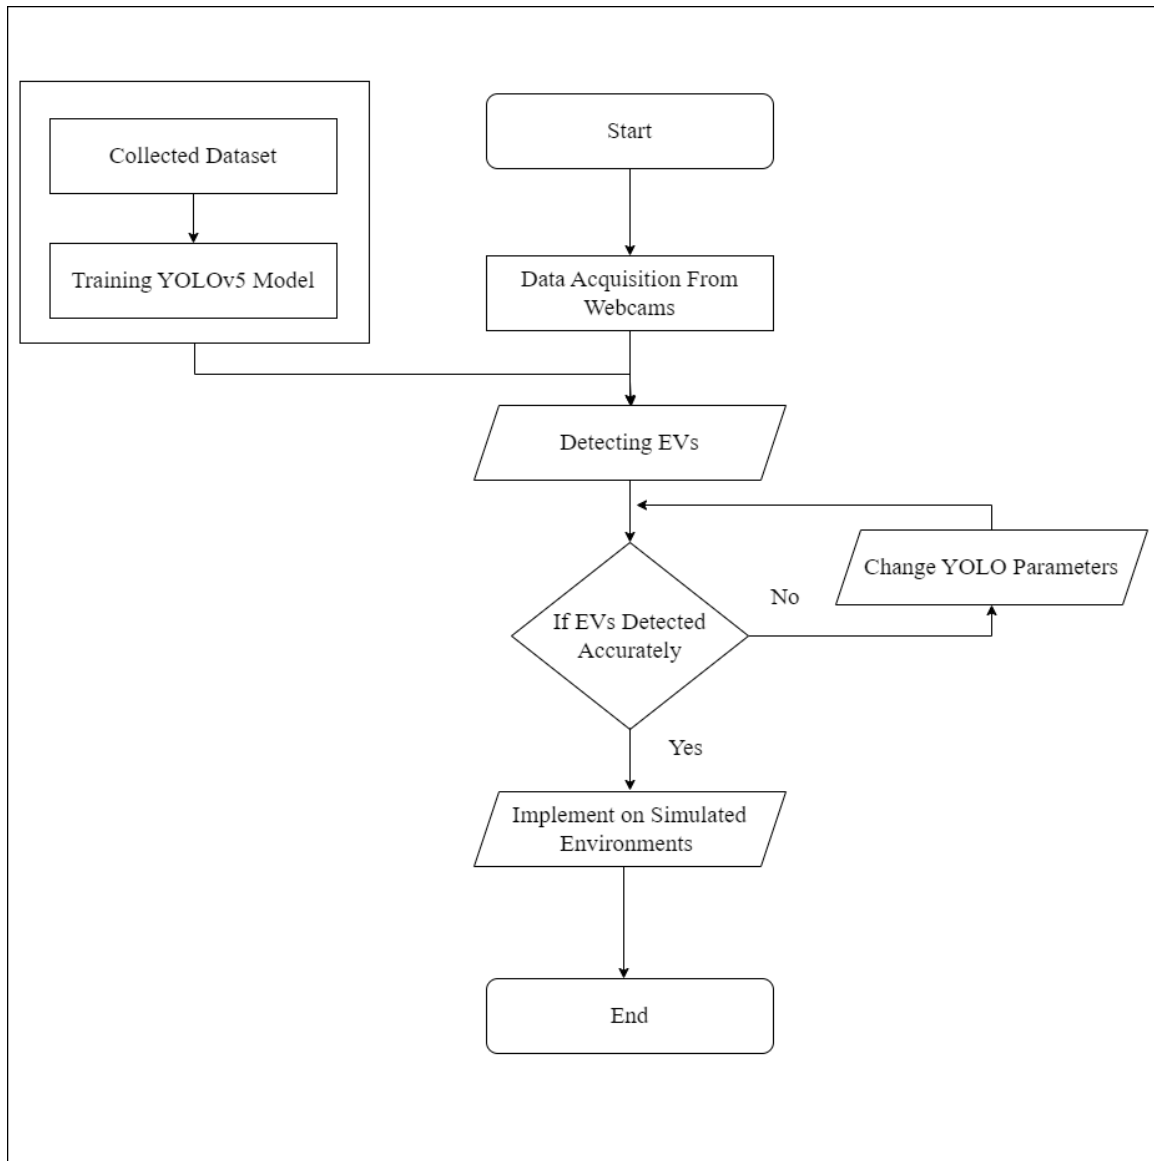 Start
Collected Dataset
Training YOLOv5 Model
Data Acquisition From
Webcams
Detecting EVs
Change YOLO Parameters
No
If EVs Detected
Accurately
Yes
Implement on Simulated
Environments
End